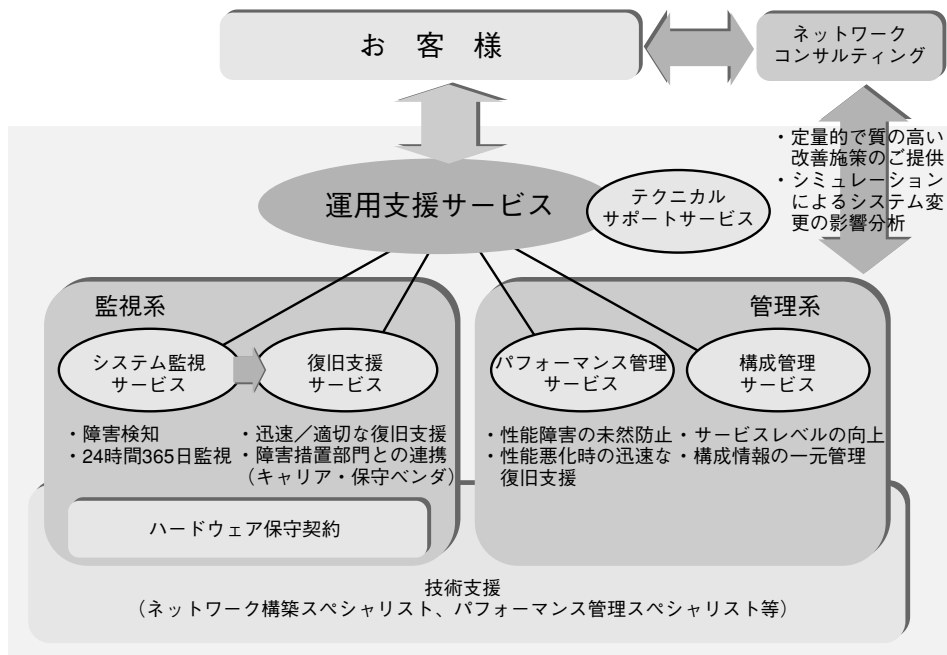 お 客 様
ネットワーク
コンサルティング
・定量的で質の高い
改善施策のご提供
・シミュレーション
によるシステム変
更の影響分析
運用支援サービス
テクニカル
サポートサービス
監視系
システム監視
サービス
復旧支援
サービス
・障害検知
・24時間365日監視
・迅速／適切な復旧支援
・障害措置部門との連携
（キャリア・保守ベンダ）
ハードウェア保守契約
管理系
パフォーマンス管理
サービス
構成管理
サービス
・性能障害の未然防止
・性能悪化時の迅速な
復旧支援
・サービスレベルの向上
・構成情報の一元管理
技術支援
（ネットワーク構築スペシャリスト、パフォーマンス管理スペシャリスト等）